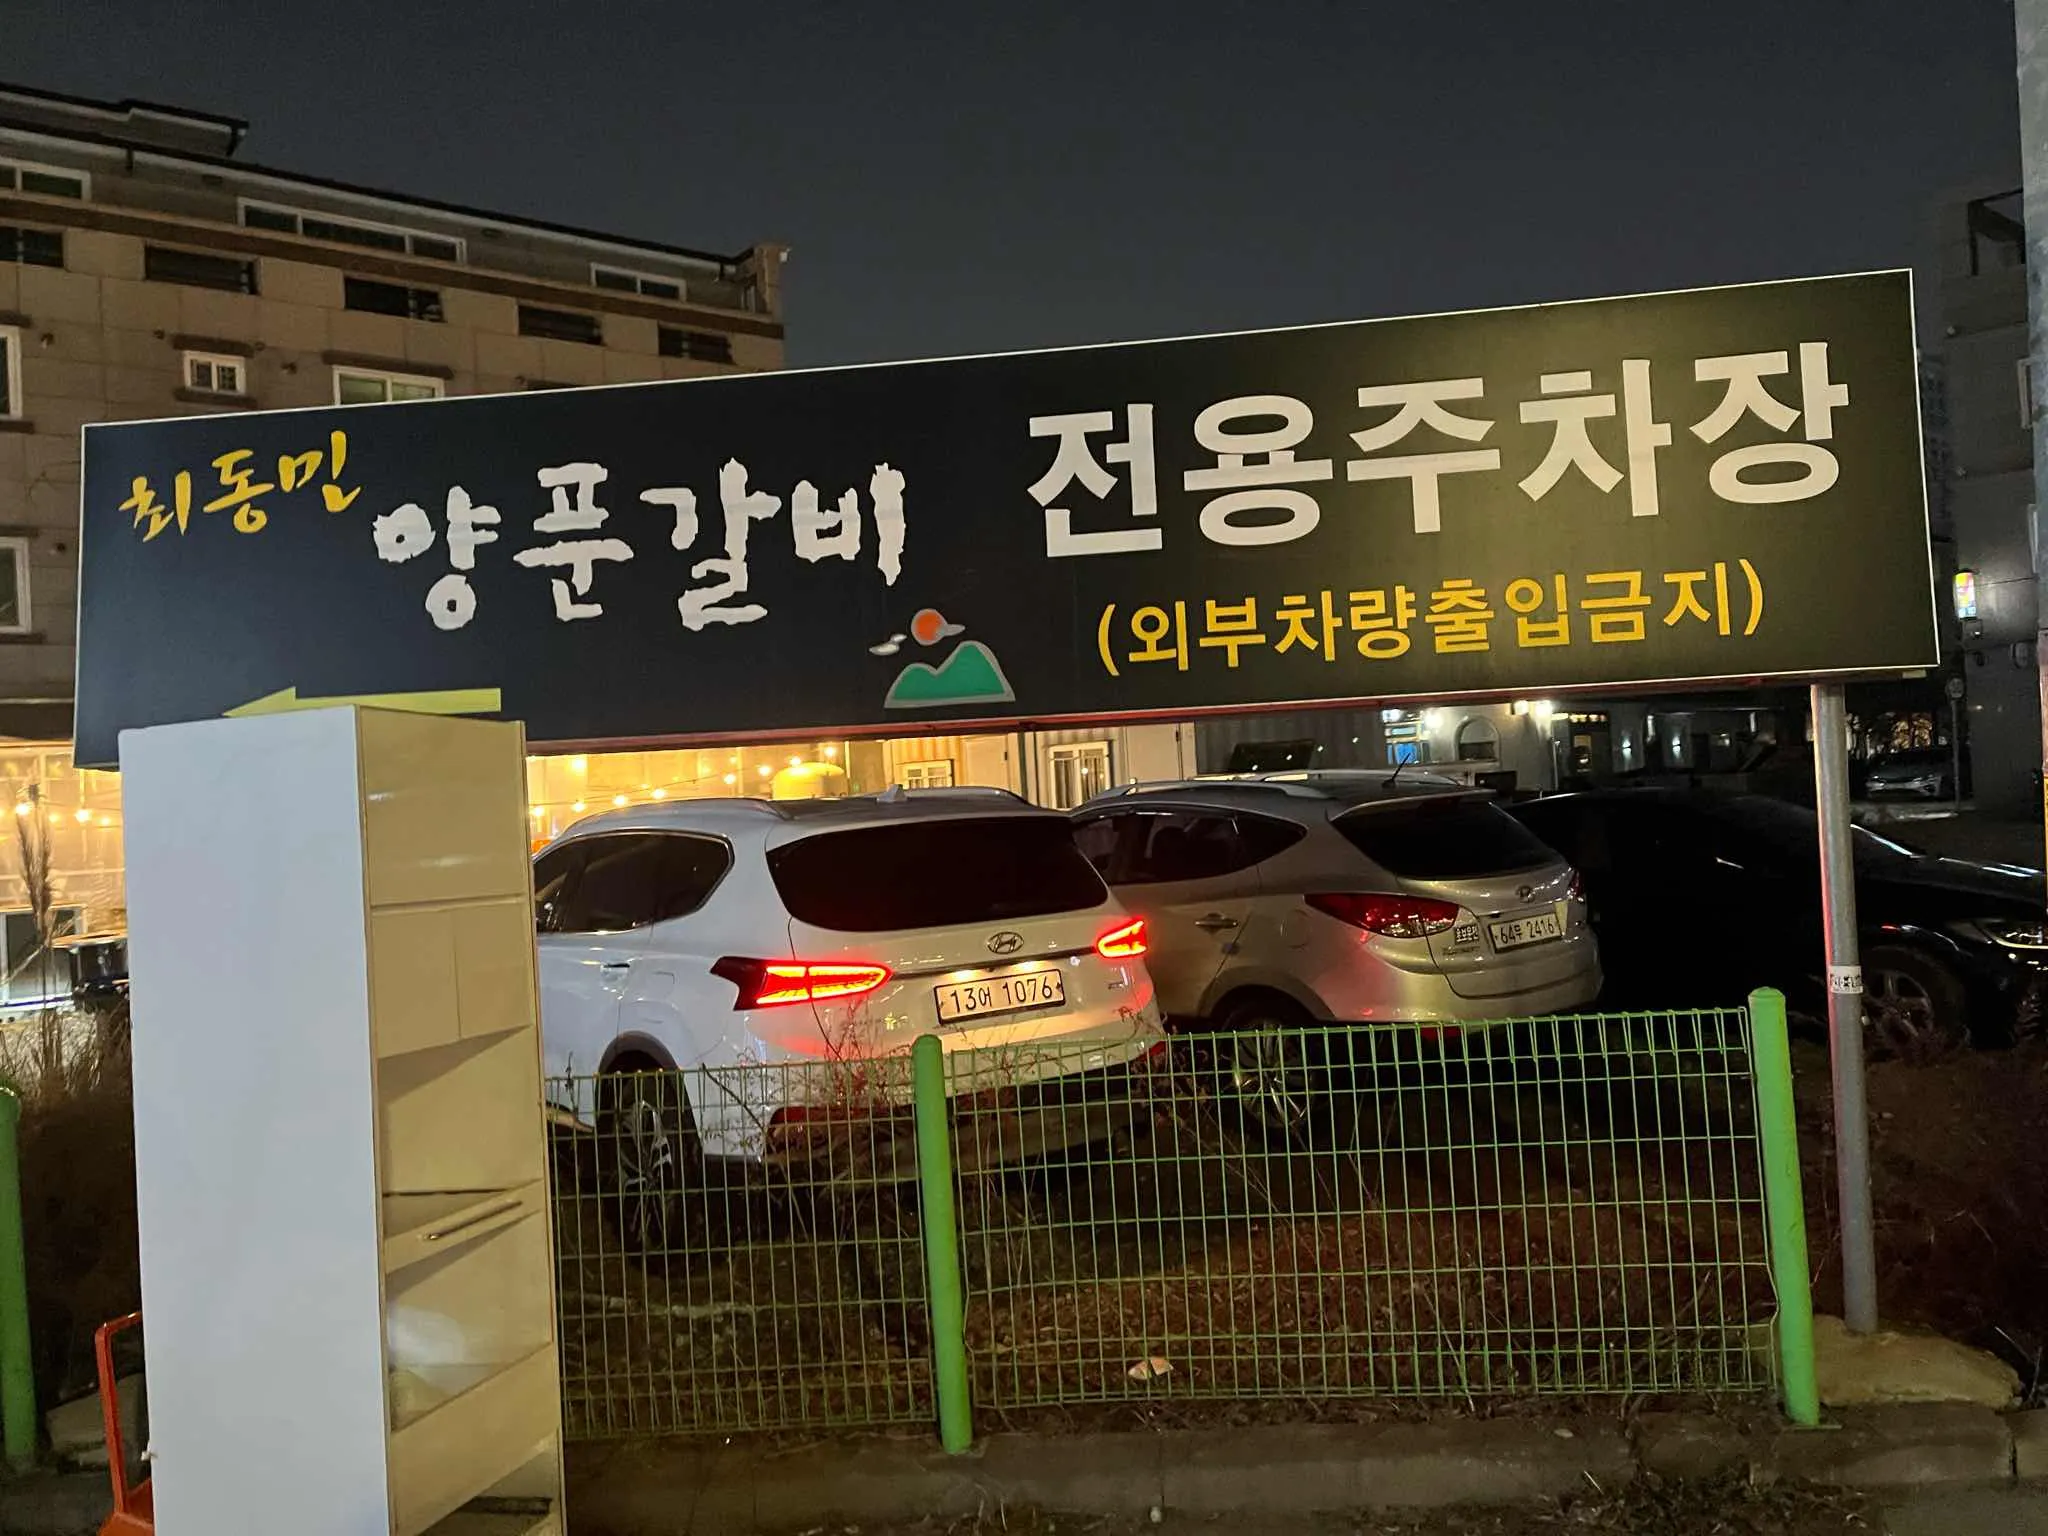 최동민
양푼갈비
전용주차장
(외부차량출입금지)
13어 1076
64두 2416